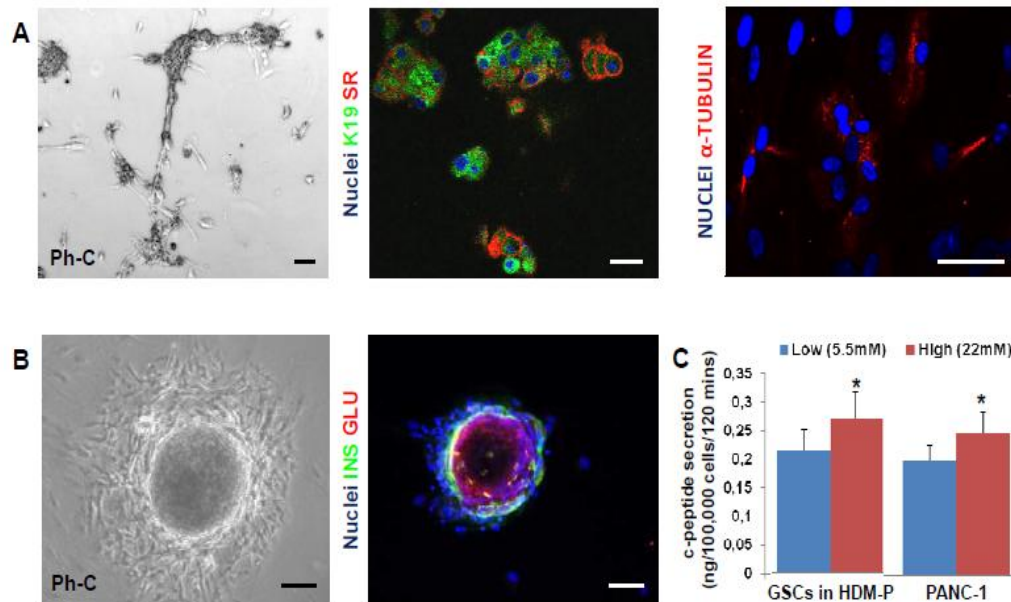 A
Ph-C
Nuclei K19 SR
NUCLEI α-TUBULIN
B
Ph-C
Nuclei INS GLU
C
Low (5.5mM) High (22mM)
c-peptide secretion
(ng/100,000 cells/120 mins)
0,35
0,3
0,25
0,2
0,15
0,1
0,05
0
*
*
GSCs in HDM-P PANC-1